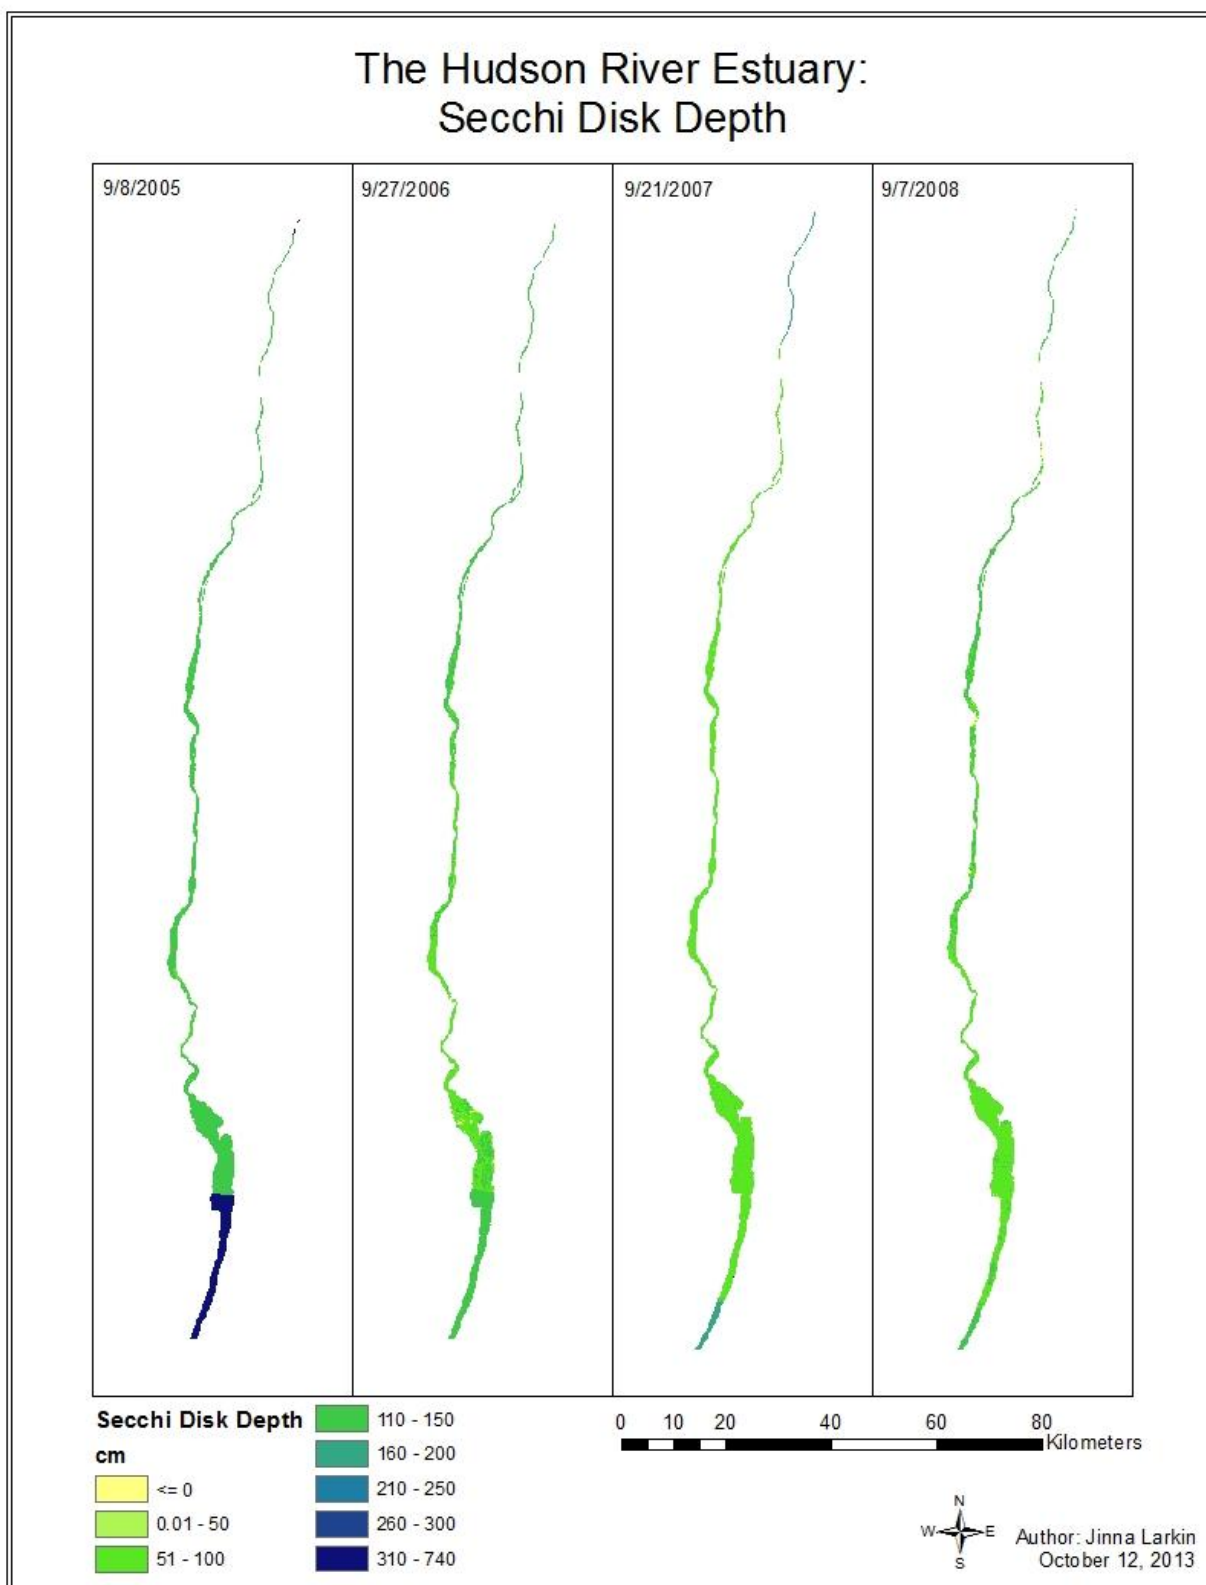 The Hudson River Estuary:
Secchi Disk Depth
9/8/2005
9/27/2006
9/21/2007
9/7/2008
Secchi Disk Depth
cm
<= 0
0.01 - 50
51 - 100
110 - 150
160 - 200
210 - 250
260 - 300
310 - 740
0 10 20 40 60 80
Kilometers
N
W E
S
Author: Jinna Larkin
October 12, 2013